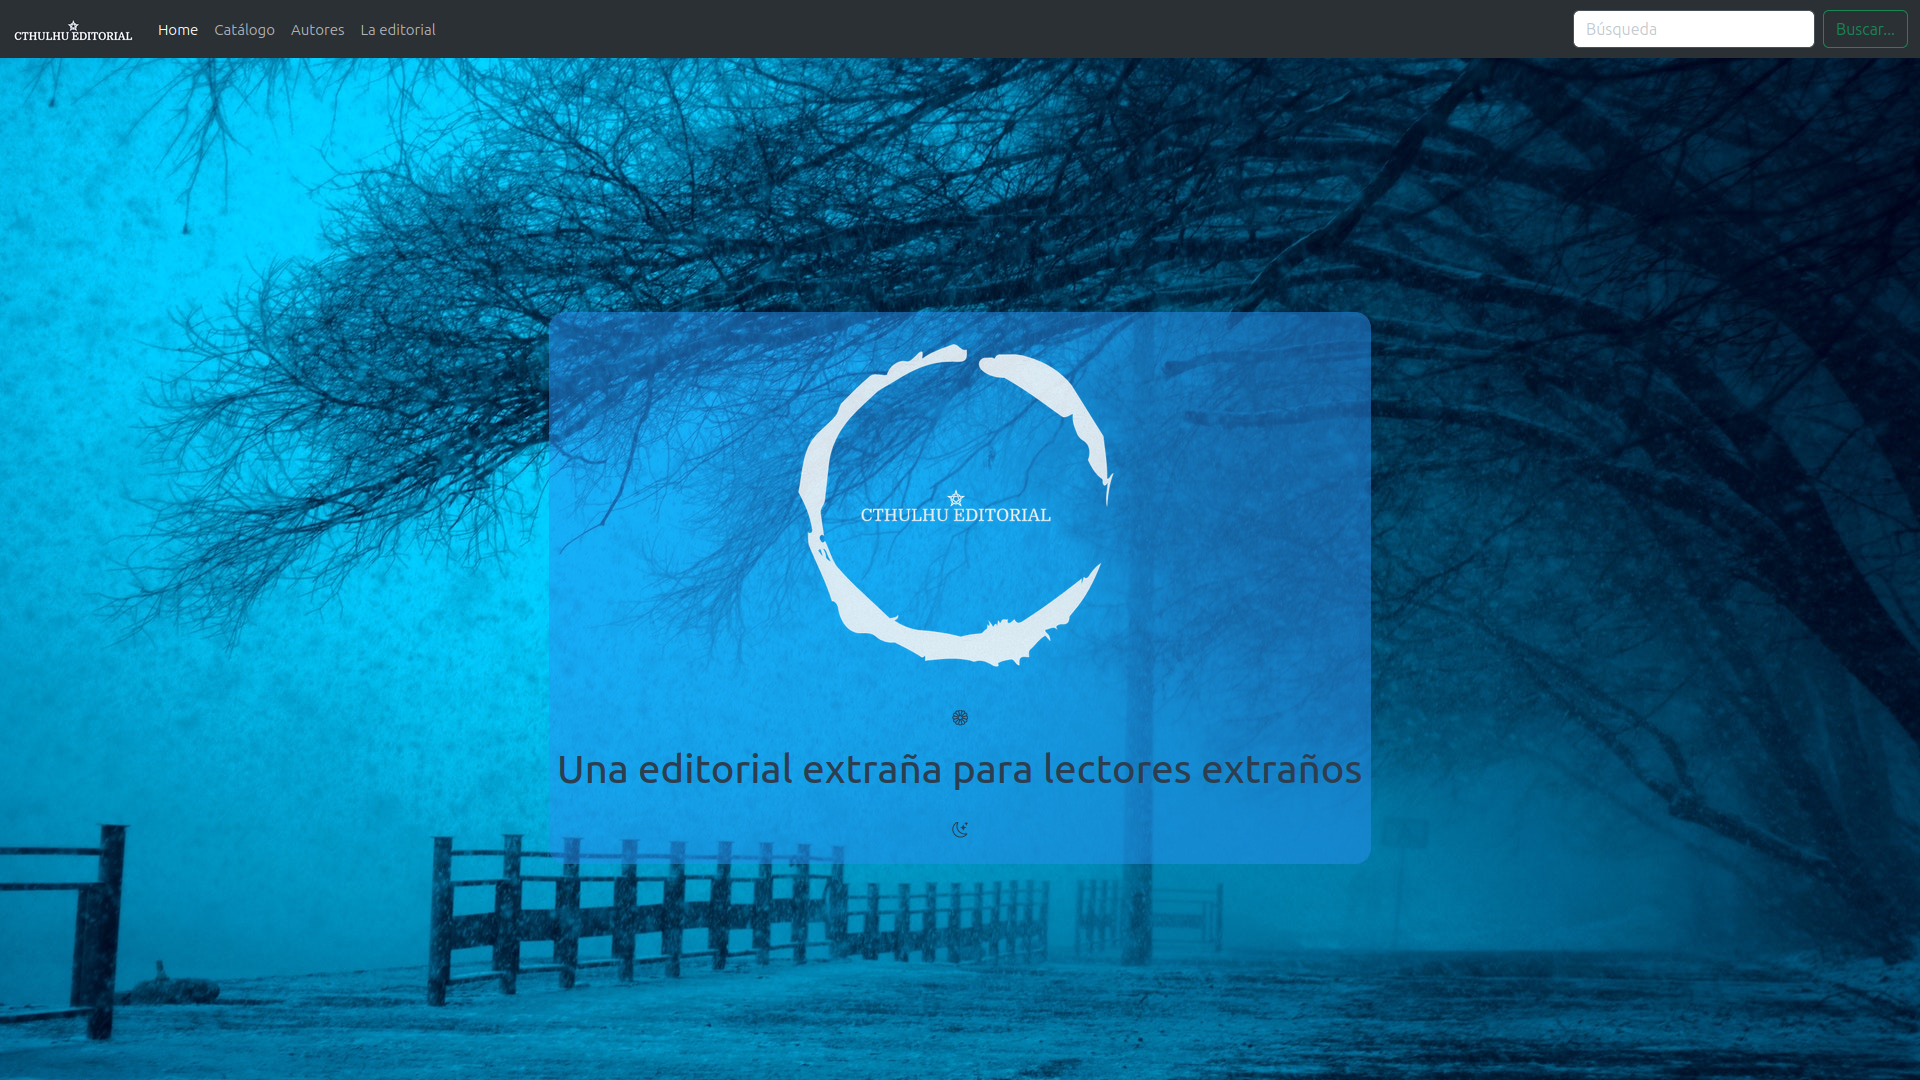 CTHULHU EDITORIAL
Home
Catálogo
Autores
La editorial
Búsqueda
Buscar...
CTHULHU EDITORIAL
Una editorial extraña para lectores extraños